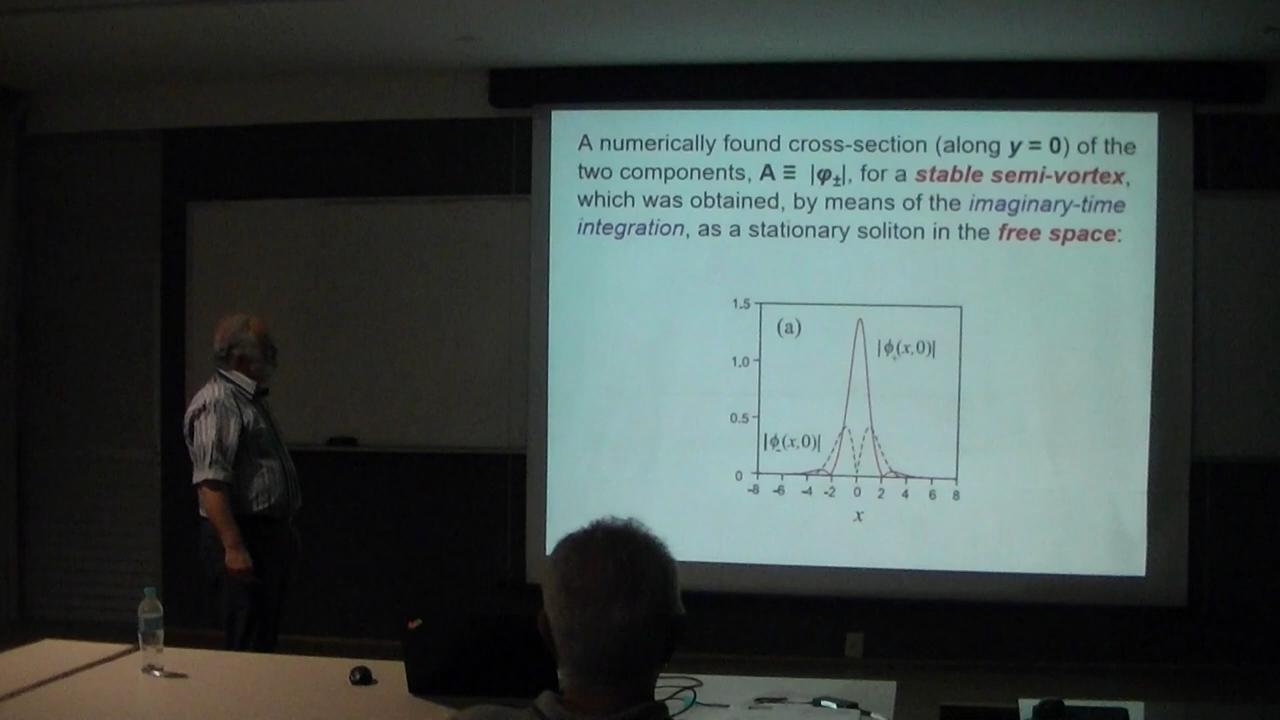 A numerically found cross-section (along y = 0) of the
two components, A ≡ |φ±|, for a stable semi-vortex,
which was obtained, by means of the imaginary-time
integration, as a stationary soliton in the free space:
1.5
(a)
|ϕ₊(x,0)|
1.0
0.5
|ϕ₋(x,0)|
0
-8 -6 -4 -2 0 2 4 6 8
x